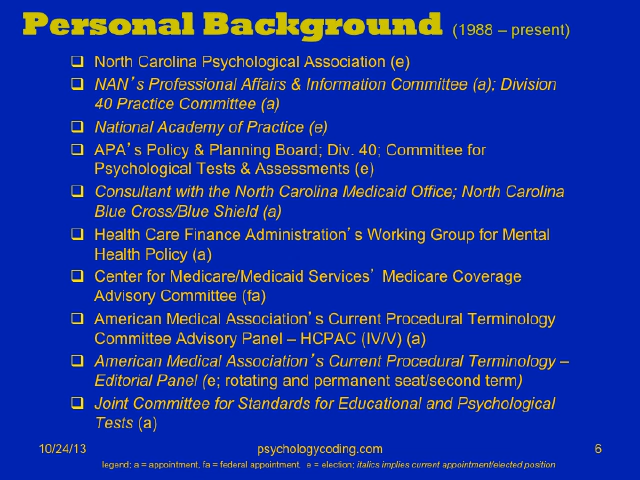 Personal Background (1988 – present)
❑ North Carolina Psychological Association (e)
❑ NAN’s Professional Affairs & Information Committee (a); Division
40 Practice Committee (a)
❑ National Academy of Practice (e)
❑ APA’s Policy & Planning Board; Div. 40; Committee for
Psychological Tests & Assessments (e)
❑ Consultant with the North Carolina Medicaid Office; North Carolina
Blue Cross/Blue Shield (a)
❑ Health Care Finance Administration’s Working Group for Mental
Health Policy (a)
❑ Center for Medicare/Medicaid Services’ Medicare Coverage
Advisory Committee (fa)
❑ American Medical Association’s Current Procedural Terminology
Committee Advisory Panel – HCPAC (IV/V) (a)
❑ American Medical Association’s Current Procedural Terminology –
Editorial Panel (e; rotating and permanent seat/second term)
❑ Joint Committee for Standards for Educational and Psychological
Tests (a)
10/24/13 psychologycoding.com 6
legend; a = appointment, fa = federal appointment. e = election; italics implies current appointment/elected position